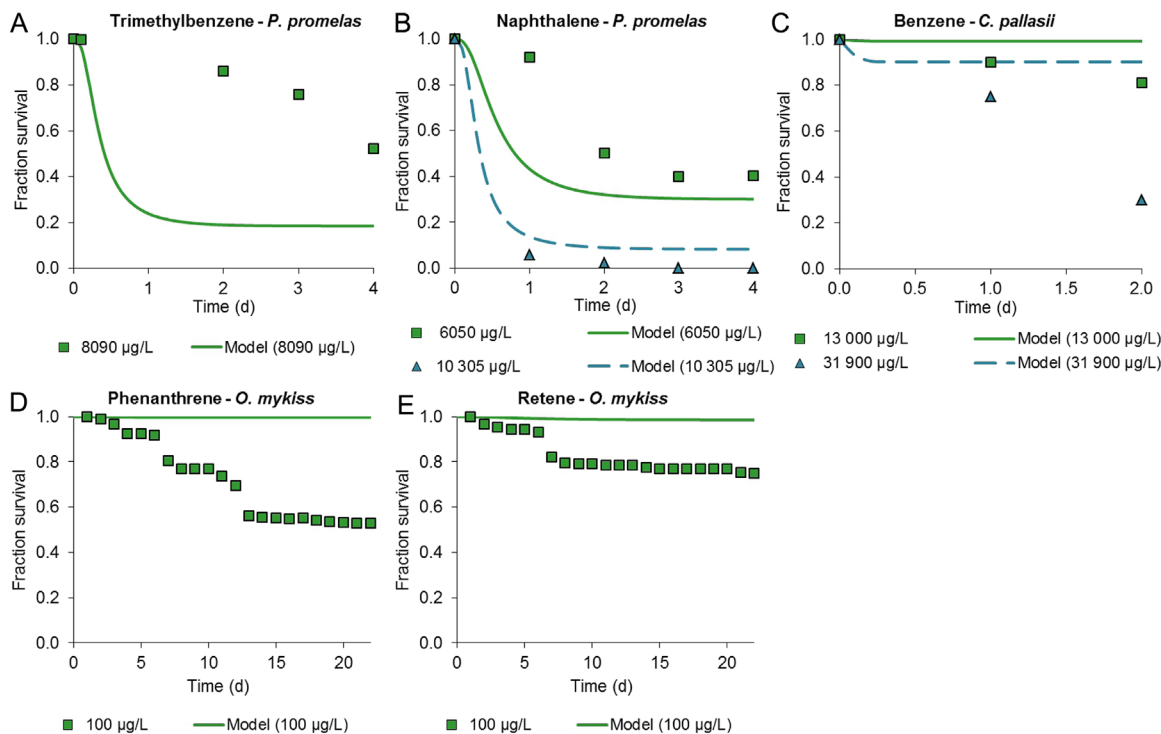 A
Trimethylbenzene - P. promelas
Fraction survival
1.0
0.8
0.6
0.4
0.2
0.0
0 1 2 3 4
Time (d)
8090 µg/L Model (8090 µg/L)
B
Naphthalene - P. promelas
Fraction survival
1.0
0.8
0.6
0.4
0.2
0.0
0 1 2 3 4
Time (d)
6050 µg/L Model (6050 µg/L)
10 305 µg/L Model (10 305 µg/L)
C
Benzene - C. pallasii
Fraction survival
1.0
0.8
0.6
0.4
0.2
0.0
0.0 0.5 1.0 1.5 2.0
Time (d)
13 000 µg/L Model (13 000 µg/L)
31 900 µg/L Model (31 900 µg/L)
D
Phenanthrene - O. mykiss
Fraction survival
1.0
0.8
0.6
0.4
0.2
0.0
0 5 10 15 20
Time (d)
100 µg/L Model (100 µg/L)
E
Retene - O. mykiss
Fraction survival
1.0
0.8
0.6
0.4
0.2
0.0
0 5 10 15 20
Time (d)
100 µg/L Model (100 µg/L)